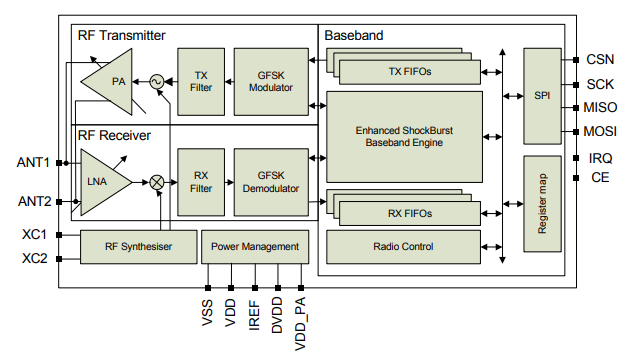 RF Transmitter
Baseband
PA
TX
Filter
GFSK
Modulator
TX FIFOs
SPI
CSN
SCK
MISO
MOSI
Enhanced ShockBurst
Baseband Engine
RF Receiver
IRQ
CE
ANT1
LNA
RX
Filter
GFSK
Demodulator
ANT2
RX FIFOs
Register map
XC1
XC2
RF Synthesiser
Power Management
Radio Control
VSS
VDD
IREF
DVDD
VDD_PA